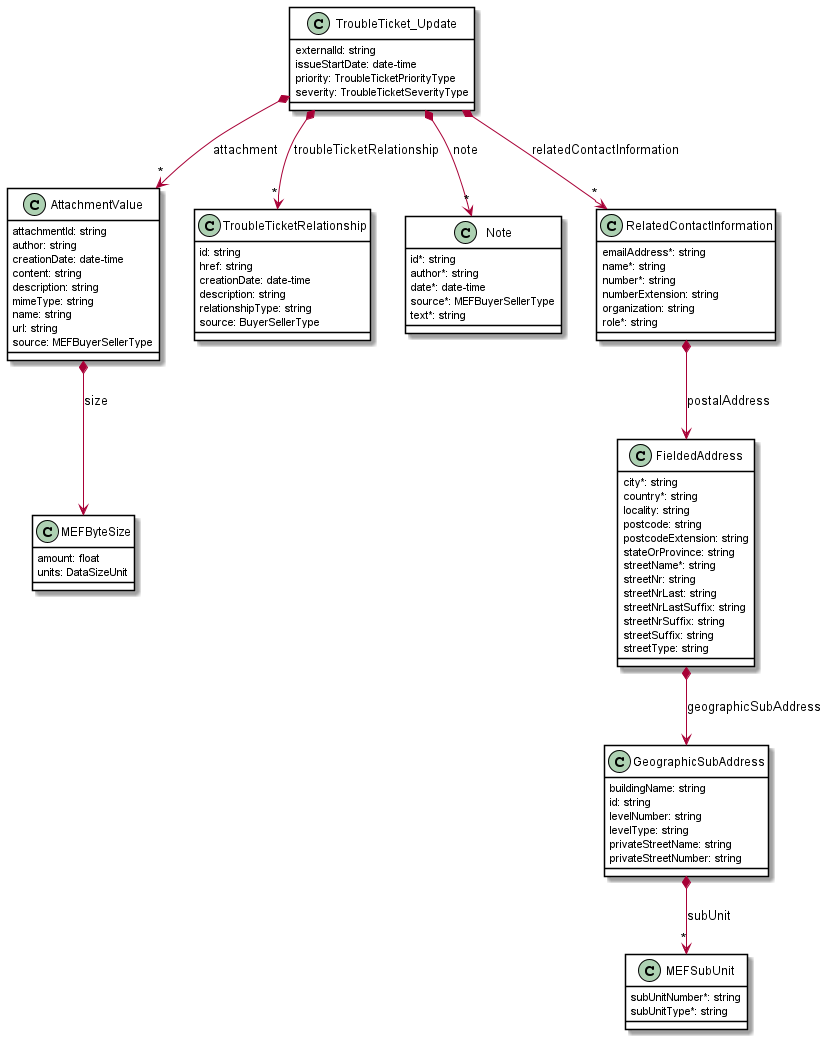 C TroubleTicket_Update
externalId: string
issueStartDate: date-time
priority: TroubleTicketPriorityType
severity: TroubleTicketSeverityType
attachment
troubleTicketRelationship
note
relatedContactInformation
*
*
*
*
C AttachmentValue
attachmentId: string
author: string
creationDate: date-time
content: string
description: string
mimeType: string
name: string
url: string
source: MEFBuyerSellerType
C TroubleTicketRelationship
id: string
href: string
creationDate: date-time
description: string
relationshipType: string
source: BuyerSellerType
C Note
id*: string
author*: string
date*: date-time
source*: MEFBuyerSellerType
text*: string
C RelatedContactInformation
emailAddress*: string
name*: string
number*: string
numberExtension: string
organization: string
role*: string
size
postalAddress
C MEFByteSize
amount: float
units: DataSizeUnit
C FieldedAddress
city*: string
country*: string
locality: string
postcode: string
postcodeExtension: string
stateOrProvince: string
streetName*: string
streetNr: string
streetNrLast: string
streetNrLastSuffix: string
streetNrSuffix: string
streetSuffix: string
streetType: string
geographicSubAddress
C GeographicSubAddress
buildingName: string
id: string
levelNumber: string
levelType: string
privateStreetName: string
privateStreetNumber: string
subUnit
*
C MEFSubUnit
subUnitNumber*: string
subUnitType*: string